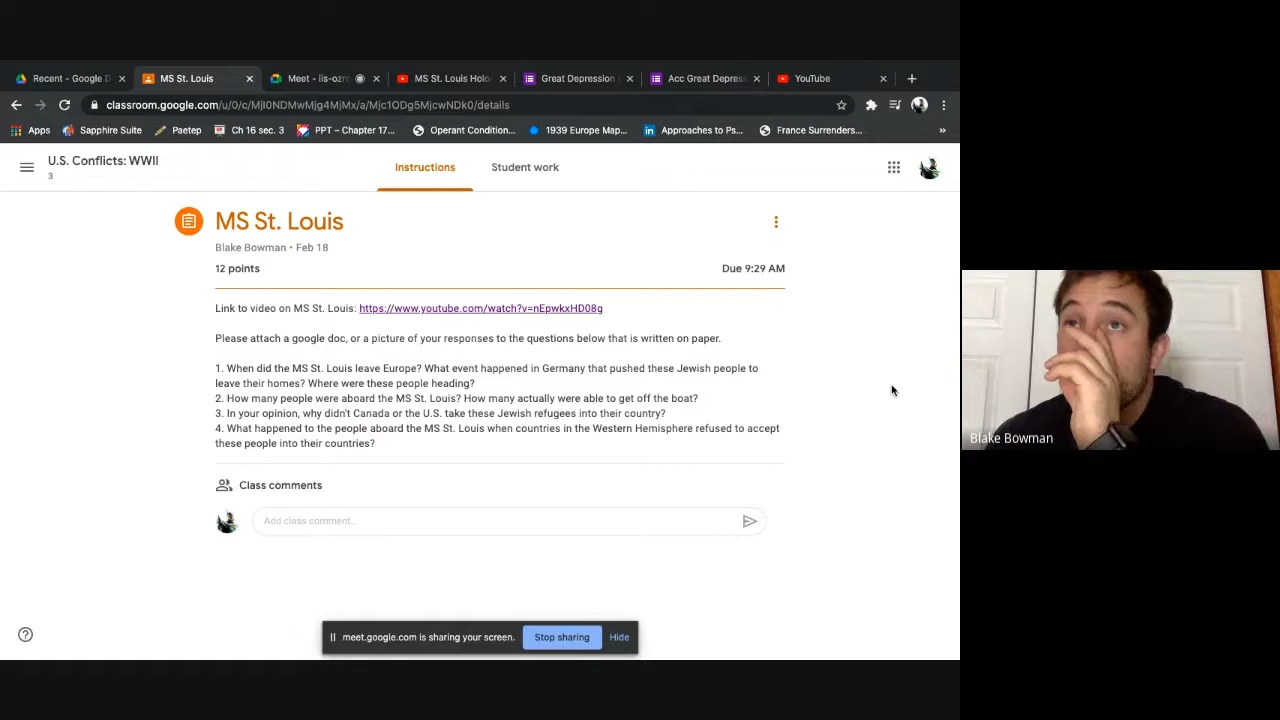 Recent - Google D
MS St. Louis
Meet - iis-ozro
MS St. Louis Holo
Great Depression
Acc Great Depres
YouTube
classroom.google.com/u/0/c/MjI0NDMwMjg4MjMx/a/Mjc1ODg5MjcwNDk0/details
Apps
Sapphire Suite
Paetep
Ch 16 sec. 3
PPT – Chapter 17...
Operant Condition...
1939 Europe Map...
Approaches to Ps...
France Surrenders...
»
U.S. Conflicts: WWII
3
Instructions
Student work
MS St. Louis
Blake Bowman • Feb 18
12 points
Due 9:29 AM
Link to video on MS St. Louis: https://www.youtube.com/watch?v=nEpwkxHD08g
Please attach a google doc, or a picture of your responses to the questions below that is written on paper.
1. When did the MS St. Louis leave Europe? What event happened in Germany that pushed these Jewish people to
leave their homes? Where were these people heading?
2. How many people were aboard the MS St. Louis? How many actually were able to get off the boat?
3. In your opinion, why didn't Canada or the U.S. take these Jewish refugees into their country?
4. What happened to the people aboard the MS St. Louis when countries in the Western Hemisphere refused to accept
these people into their countries?
Class comments
Add class comment...
meet.google.com is sharing your screen.
Stop sharing
Hide
Blake Bowman